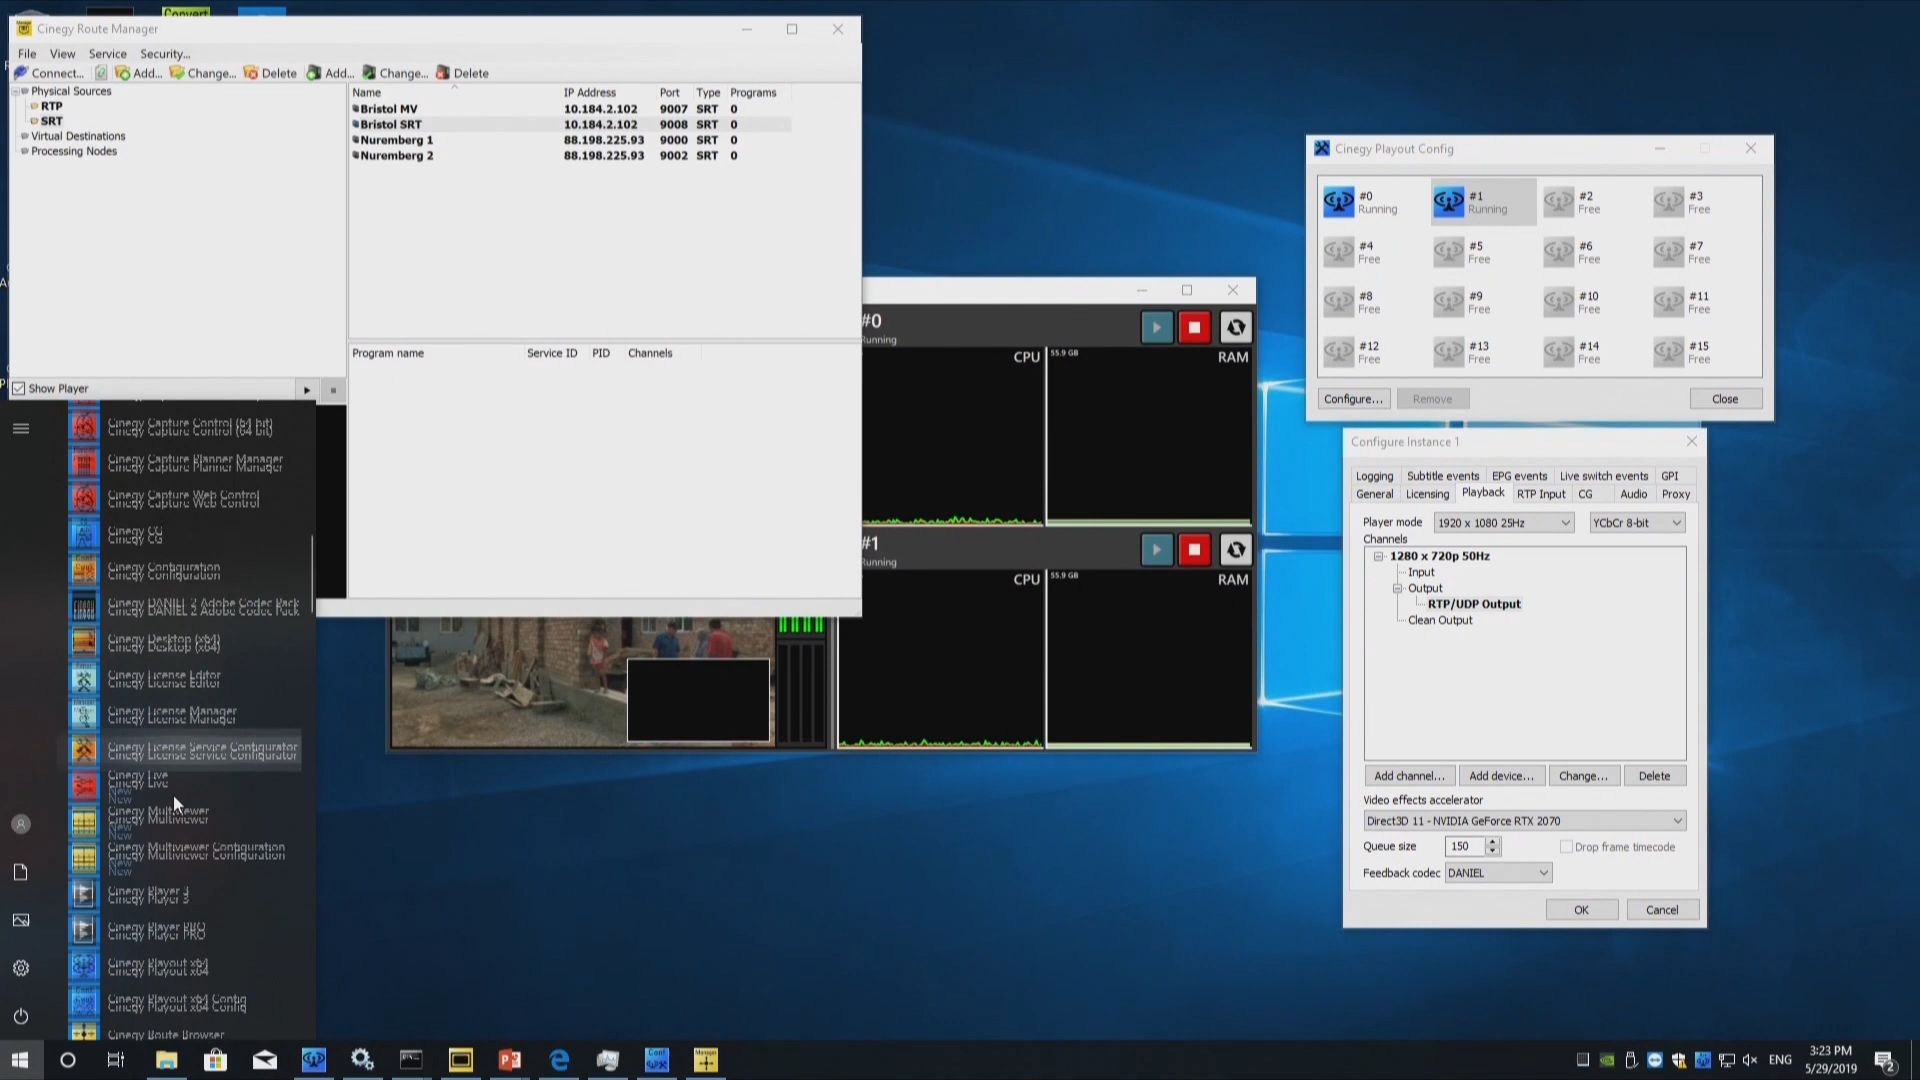 Convert
Cinegy Route Manager
File View Service Security...
Connect... Add... Change... Delete Add... Change... Delete
Physical Sources
RTP
SRT
Virtual Destinations
Processing Nodes
Name IP Address Port Type Programs
Bristol MV 10.184.2.102 9007 SRT 0
Bristol SRT 10.184.2.102 9008 SRT 0
Nuremberg 1 88.198.225.93 9000 SRT 0
Nuremberg 2 88.198.225.93 9002 SRT 0
Program name Service ID PID Channels
Show Player
Cinegy Capture Control (64 bit)
Cinegy Capture Planner Manager
Cinegy Capture Web Control
Cinegy CG
Cinegy Configuration
Cinegy DANIEL 2 Adobe Codec Pack
Cinegy Desktop (x64)
Cinegy License Editor
Cinegy License Manager
Cinegy License Service Configurator
Cinegy Live
New
Cinegy Multiviewer
New
Cinegy Multiviewer Configuration
New
Cinegy Player 3
Cinegy Player PRO
Cinegy Playout x64
Cinegy Playout x64 Config
Cinegy Route Browser
#0
Running
CPU 55.9 GB RAM
#1
Running
CPU 55.9 GB RAM
Cinegy Playout Config
#0 Running
#1 Running
#2 Free
#3 Free
#4 Free
#5 Free
#6 Free
#7 Free
#8 Free
#9 Free
#10 Free
#11 Free
#12 Free
#13 Free
#14 Free
#15 Free
Configure... Remove Close
Configure Instance 1
Logging Subtitle events EPG events Live switch events GPI
General Licensing Playback RTP Input CG Audio Proxy
Player mode 1920 x 1080 25Hz YCbCr 8-bit
Channels
1280 x 720p 50Hz
Input
Output
RTP/UDP Output
Clean Output
Add channel... Add device... Change... Delete
Video effects accelerator
Direct3D 11 - NVIDIA GeForce RTX 2070
Queue size 150 Drop frame timecode
Feedback codec DANIEL
OK Cancel
ENG
3:23 PM
5/29/2019
2